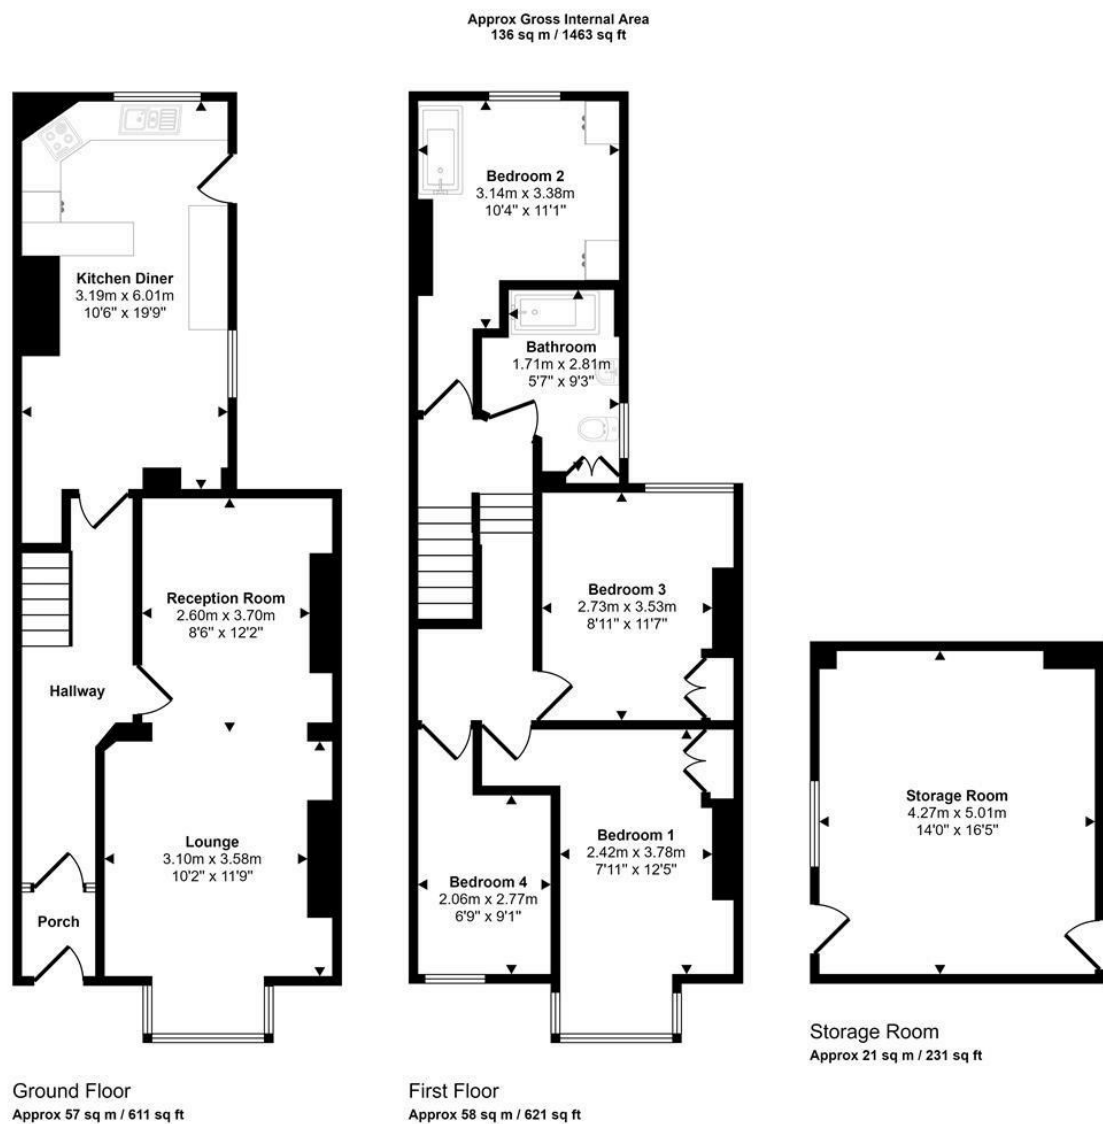 Approx Gross Internal Area
136 sq m / 1463 sq ft
Kitchen Diner
3.19m x 6.01m
10'6" x 19'9"
Reception Room
2.60m x 3.70m
8'6" x 12'2"
Hallway
Lounge
3.10m x 3.58m
10'2" x 11'9"
Porch
Ground Floor
Approx 57 sq m / 611 sq ft
Bedroom 2
3.14m x 3.38m
10'4" x 11'1"
Bathroom
1.71m x 2.81m
5'7" x 9'3"
Bedroom 3
2.73m x 3.53m
8'11" x 11'7"
Bedroom 1
2.42m x 3.78m
7'11" x 12'5"
Bedroom 4
2.06m x 2.77m
6'9" x 9'1"
First Floor
Approx 58 sq m / 621 sq ft
Storage Room
4.27m x 5.01m
14'0" x 16'5"
Storage Room
Approx 21 sq m / 231 sq ft